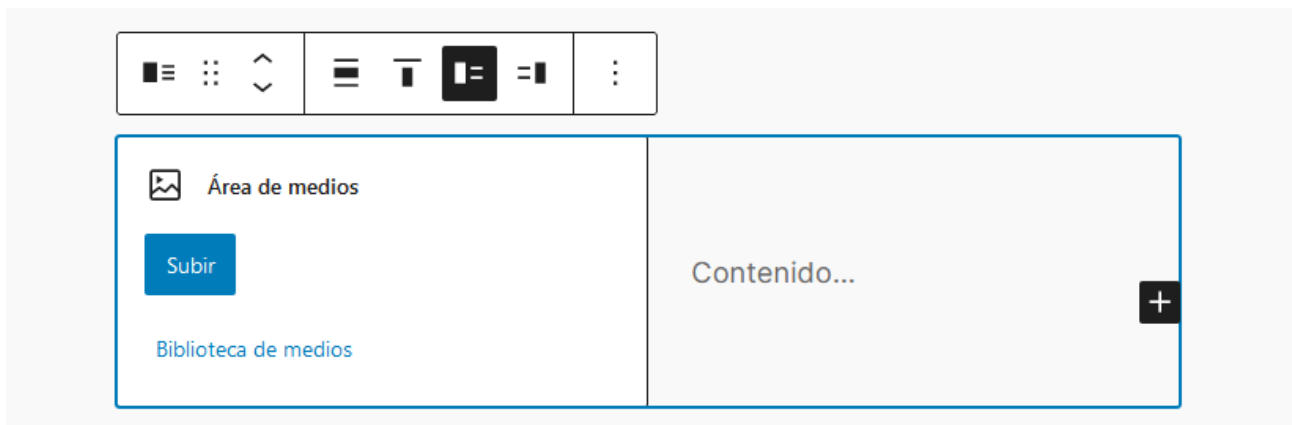 Área de medios
Subir
Contenido...
Biblioteca de medios